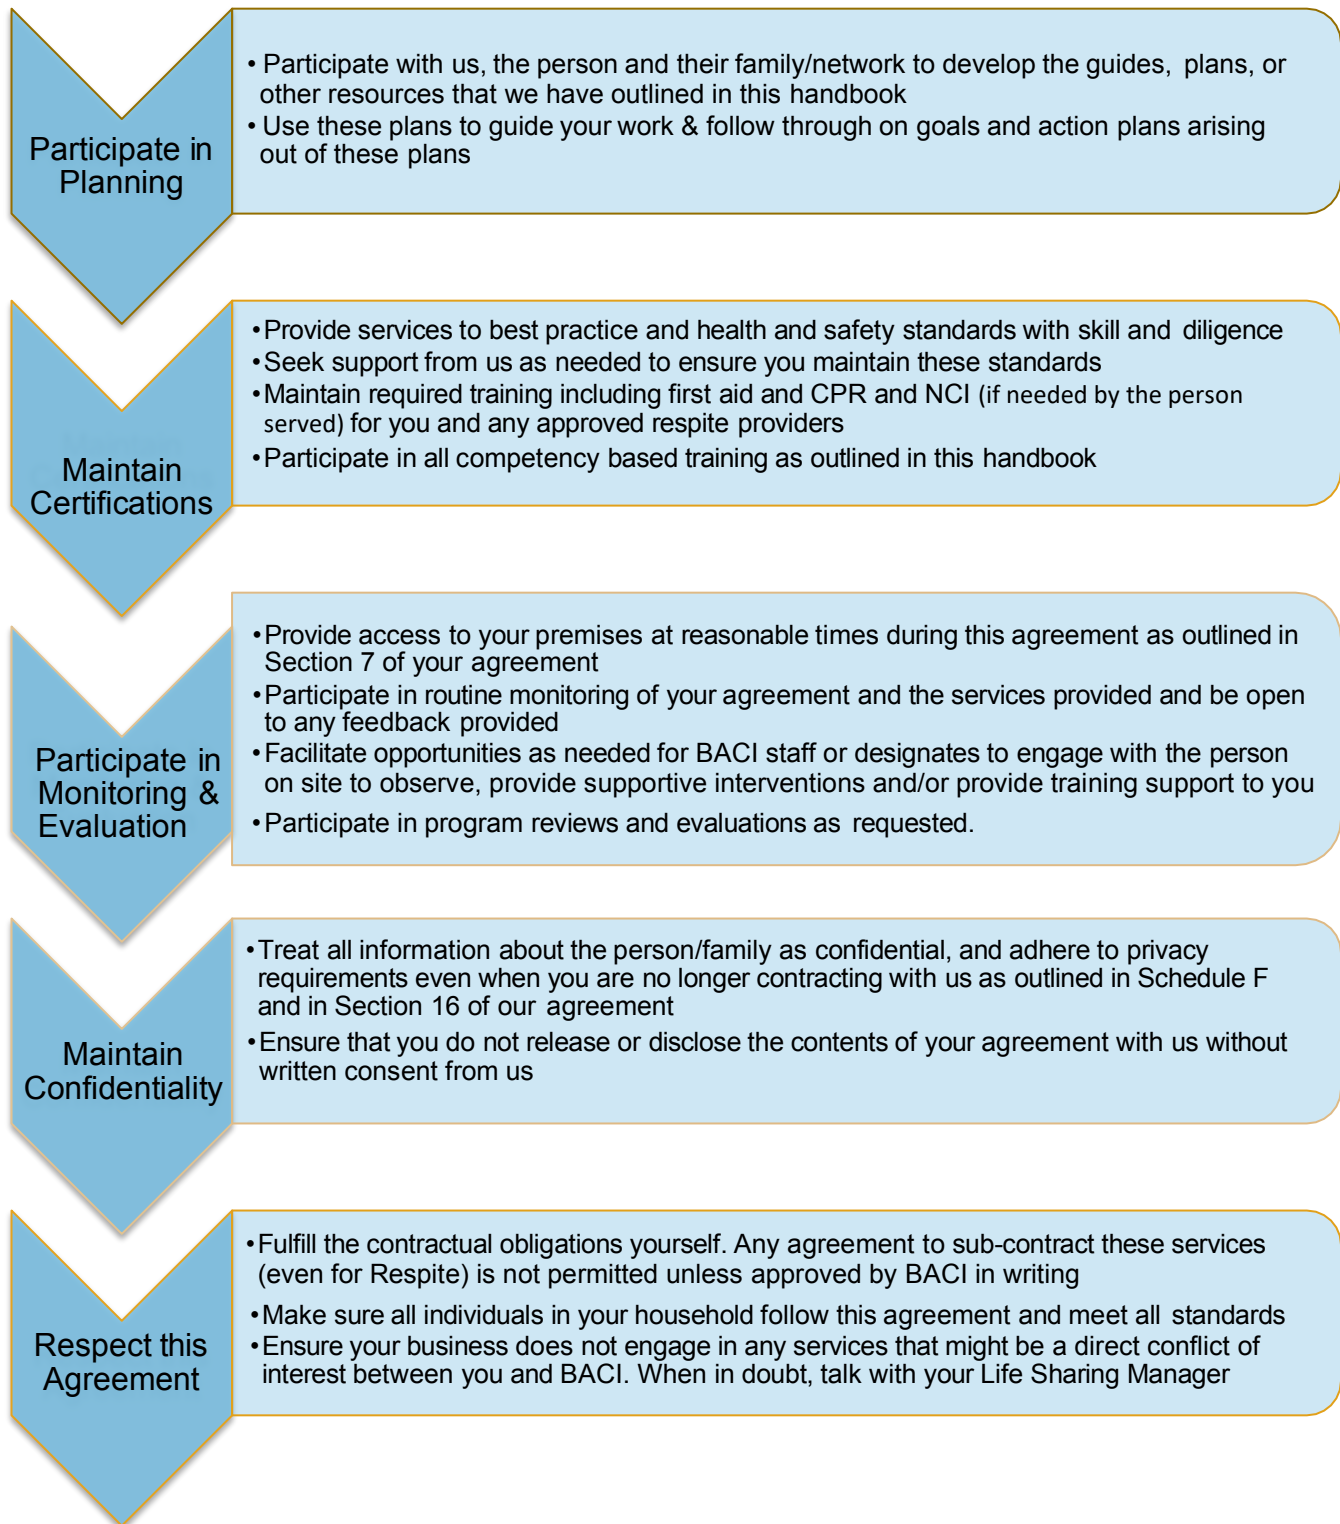 Participate in
Planning
• Participate with us, the person and their family/network to develop the guides, plans, or
other resources that we have outlined in this handbook
• Use these plans to guide your work & follow through on goals and action plans arising
out of these plans
Maintain
Certifications
•Provide services to best practice and health and safety standards with skill and diligence
•Seek support from us as needed to ensure you maintain these standards
•Maintain required training including first aid and CPR and NCI (if needed by the person
served) for you and any approved respite providers
•Participate in all competency based training as outlined in this handbook
Participate in
Monitoring &
Evaluation
•Provide access to your premises at reasonable times during this agreement as outlined in
Section 7 of your agreement
•Participate in routine monitoring of your agreement and the services provided and be open
to any feedback provided
•Facilitate opportunities as needed for BACI staff or designates to engage with the person
on site to observe, provide supportive interventions and/or provide training support to you
•Participate in program reviews and evaluations as requested.
Maintain
Confidentiality
•Treat all information about the person/family as confidential, and adhere to privacy
requirements even when you are no longer contracting with us as outlined in Schedule F
and in Section 16 of our agreement
•Ensure that you do not release or disclose the contents of your agreement with us without
written consent from us
Respect this
Agreement
•Fulfill the contractual obligations yourself. Any agreement to sub-contract these services
(even for Respite) is not permitted unless approved by BACI in writing
•Make sure all individuals in your household follow this agreement and meet all standards
•Ensure your business does not engage in any services that might be a direct conflict of
interest between you and BACI. When in doubt, talk with your Life Sharing Manager